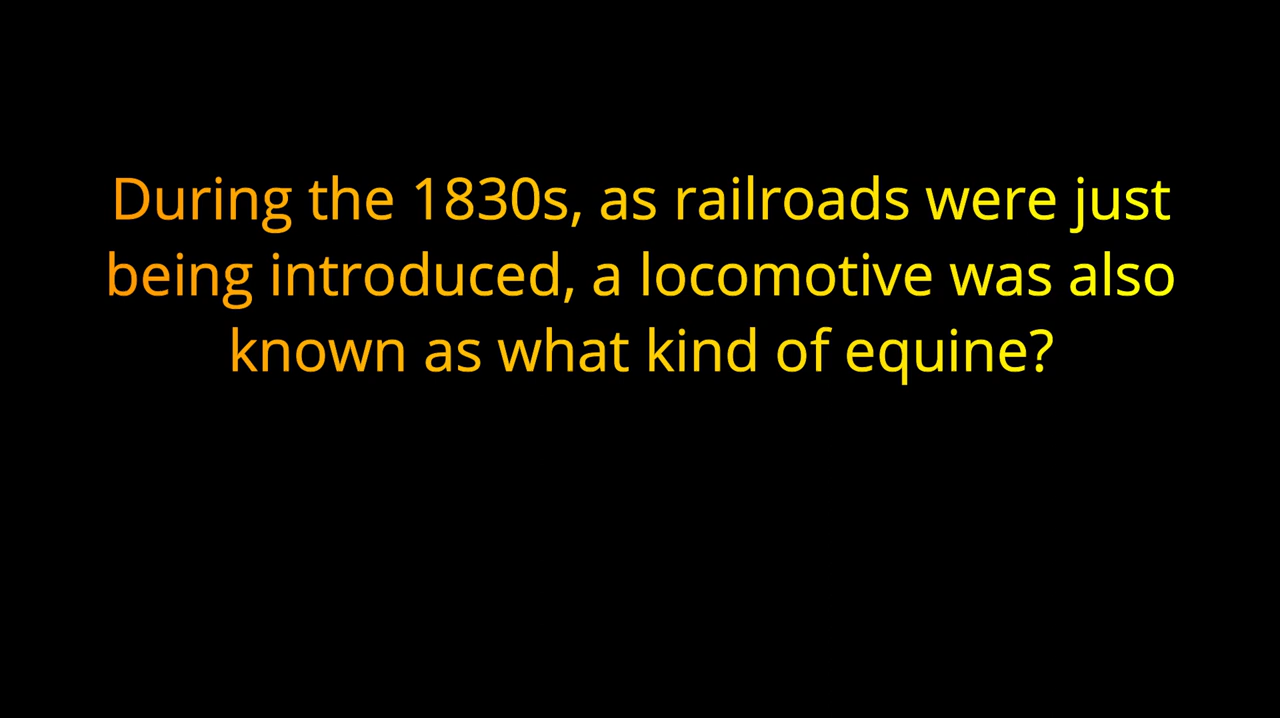 During the 1830s, as railroads were just
being introduced, a locomotive was also
known as what kind of equine?